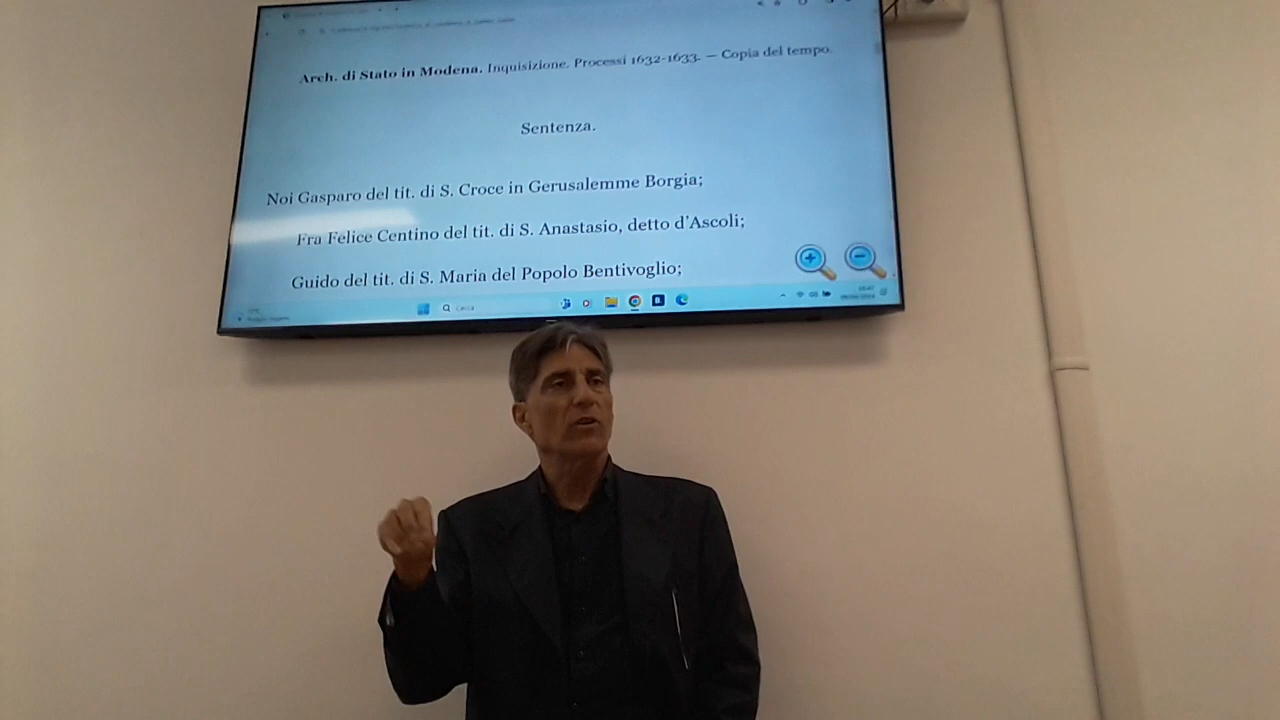 Arch. di Stato in Modena. Inquisizione. Processi 1632-1633. — Copia del tempo.
Sentenza.
Noi Gasparo del tit. di S. Croce in Gerusalemme Borgia;
Fra Felice Centino del tit. di S. Anastasio, detto d'Ascoli;
Guido del tit. di S. Maria del Popolo Bentivoglio;
Cerca